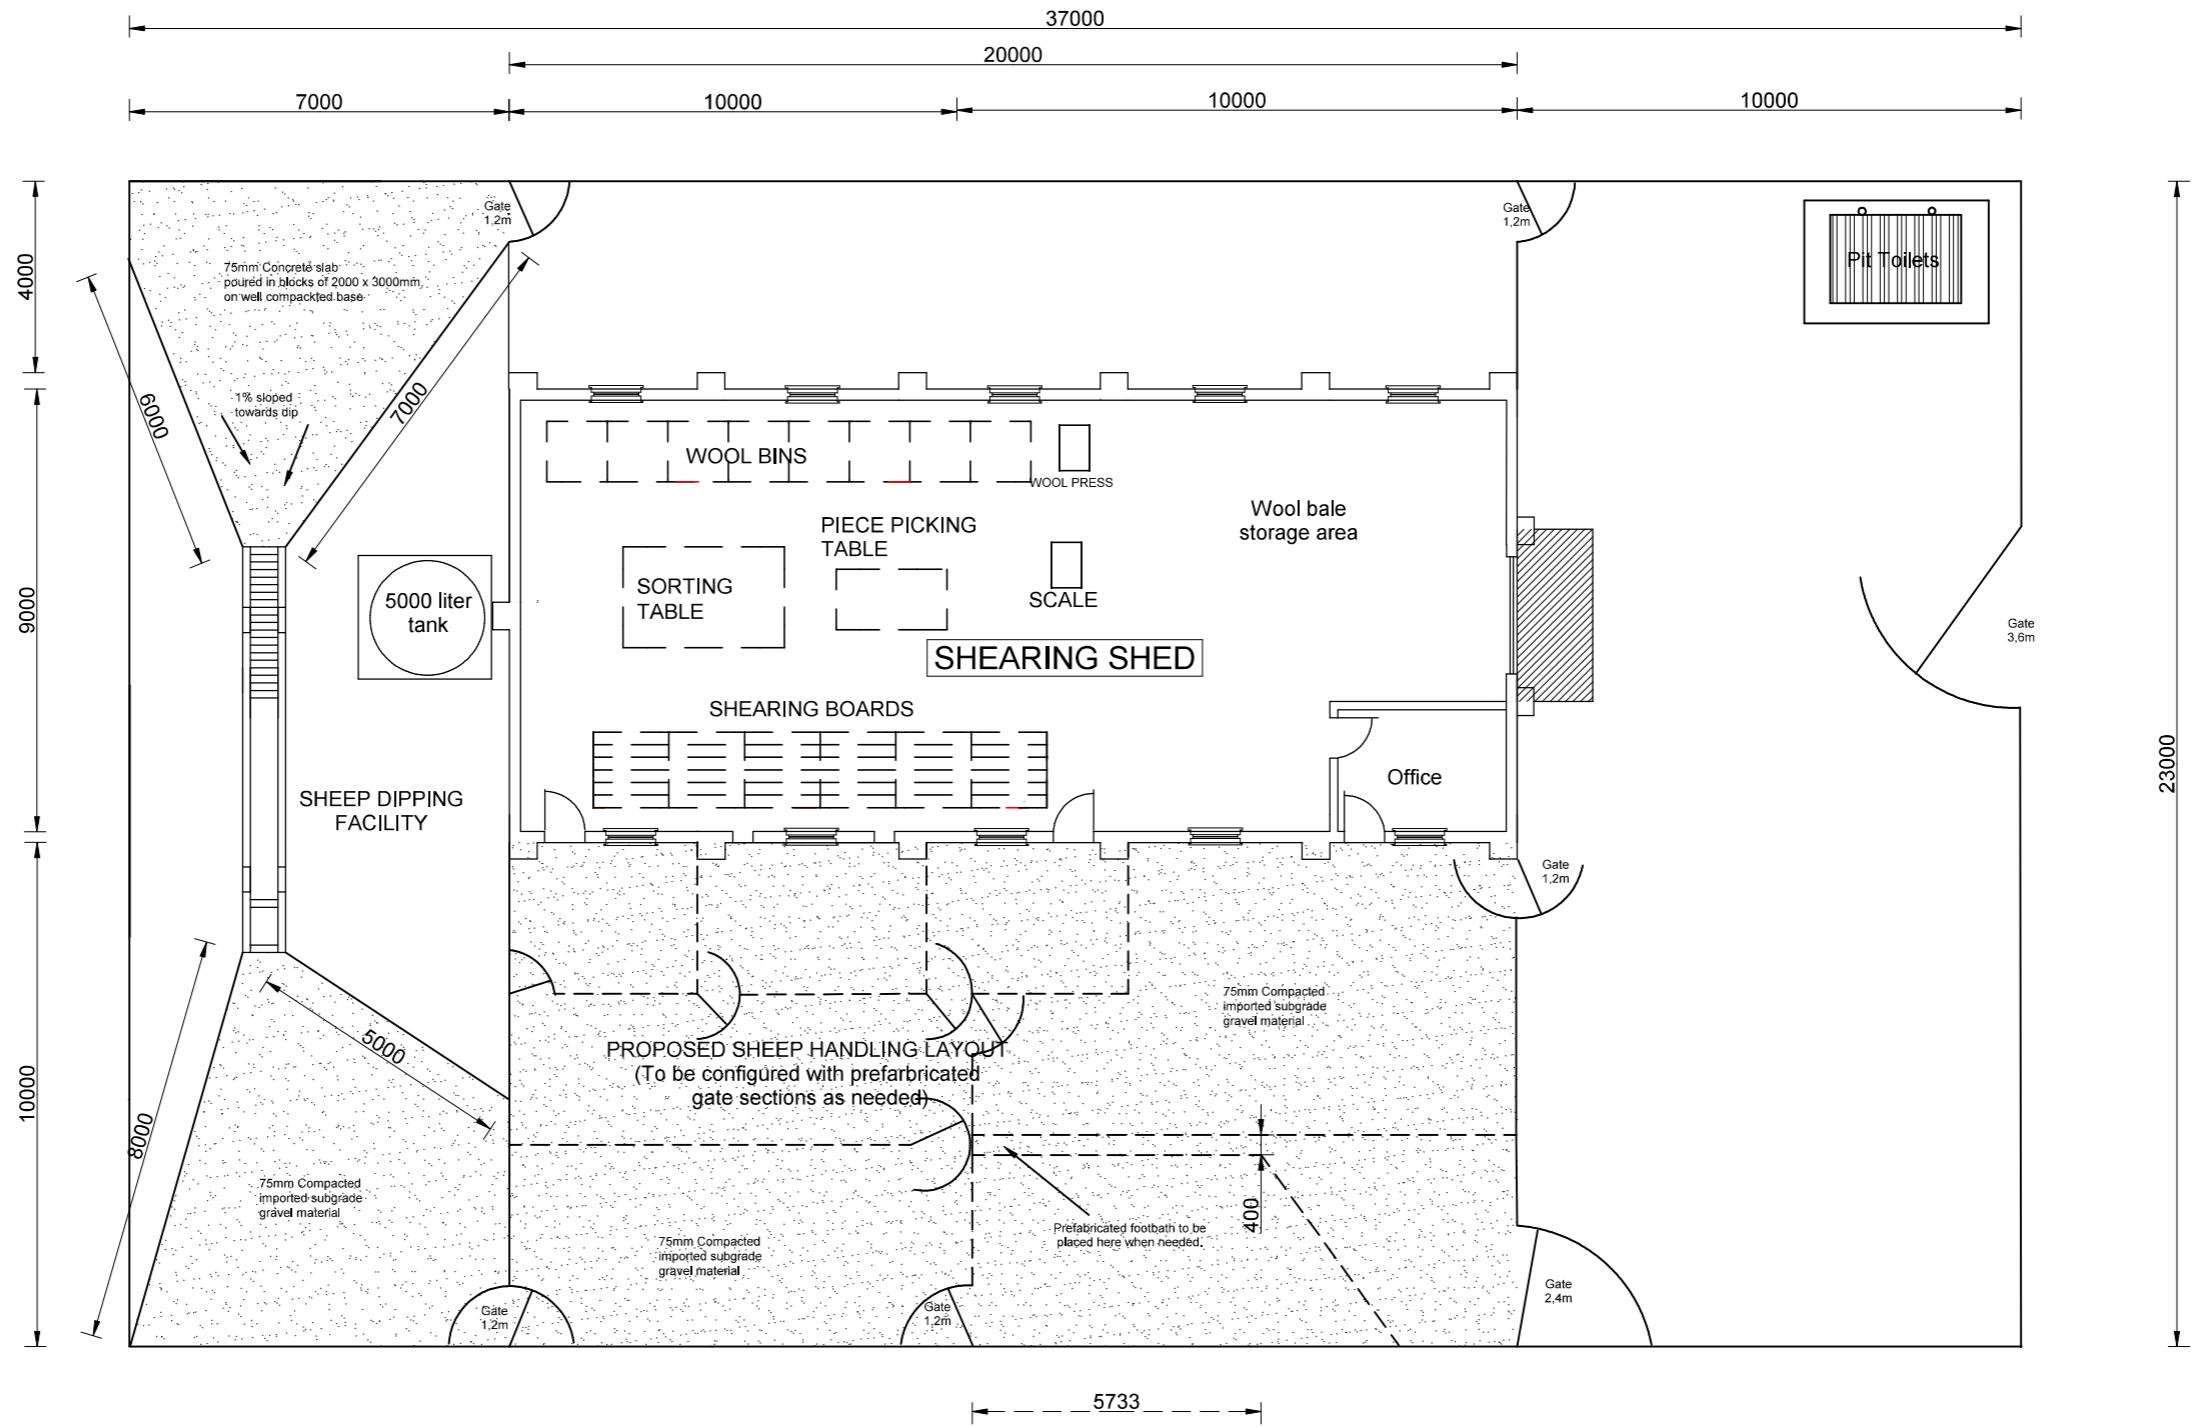 37000
20000
7000
10000
10000
10000
4000
9000
10000
23000
Gate
1,2m
Gate
1,2m
Pit Toilets
75mm Concrete slab
poured in blocks of 2000 x 3000mm
on well compackted base
6000
7000
1% sloped
towards dip
WOOL BINS
WOOL PRESS
Wool bale
storage area
PIECE PICKING
TABLE
SORTING
TABLE
SCALE
5000 liter
tank
SHEARING SHED
Gate
3,6m
SHEARING BOARDS
Office
SHEEP DIPPING
FACILITY
Gate
1,2m
75mm Compacted
imported subgrade
gravel material
5000
8000
PROPOSED SHEEP HANDLING LAYOUT
(To be configured with prefarbricated
gate sections as needed)
75mm Compacted
imported subgrade
gravel material
75mm Compacted
imported subgrade
gravel material
Prefabricated footbath to be
placed here when needed.
400
Gate
1,2m
Gate
1,2m
Gate
2,4m
5733